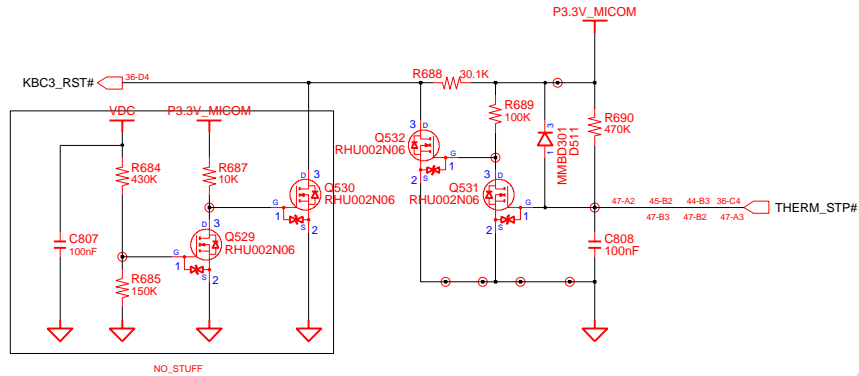 P3.3V_MICOM
KBC3_RST#
36-D4
R688
30.1K
VDC
P3.3V_MICOM
R689
100K
R690
470K
MMBD301
D511
3
1
3
D
Q532
RHU002N06
G
1
2
S
R684
430K
R687
10K
3
D
Q530
RHU002N06
G
1
S
2
3
D
Q531
RHU002N06
G
1
S
2
47-A2
45-B2
44-B3
36-C4
THERM_STP#
47-B3
47-B2
47-A3
C807
100nF
3
D
Q529
RHU002N06
G
1
S
2
C808
100nF
R685
150K
NO_STUFF